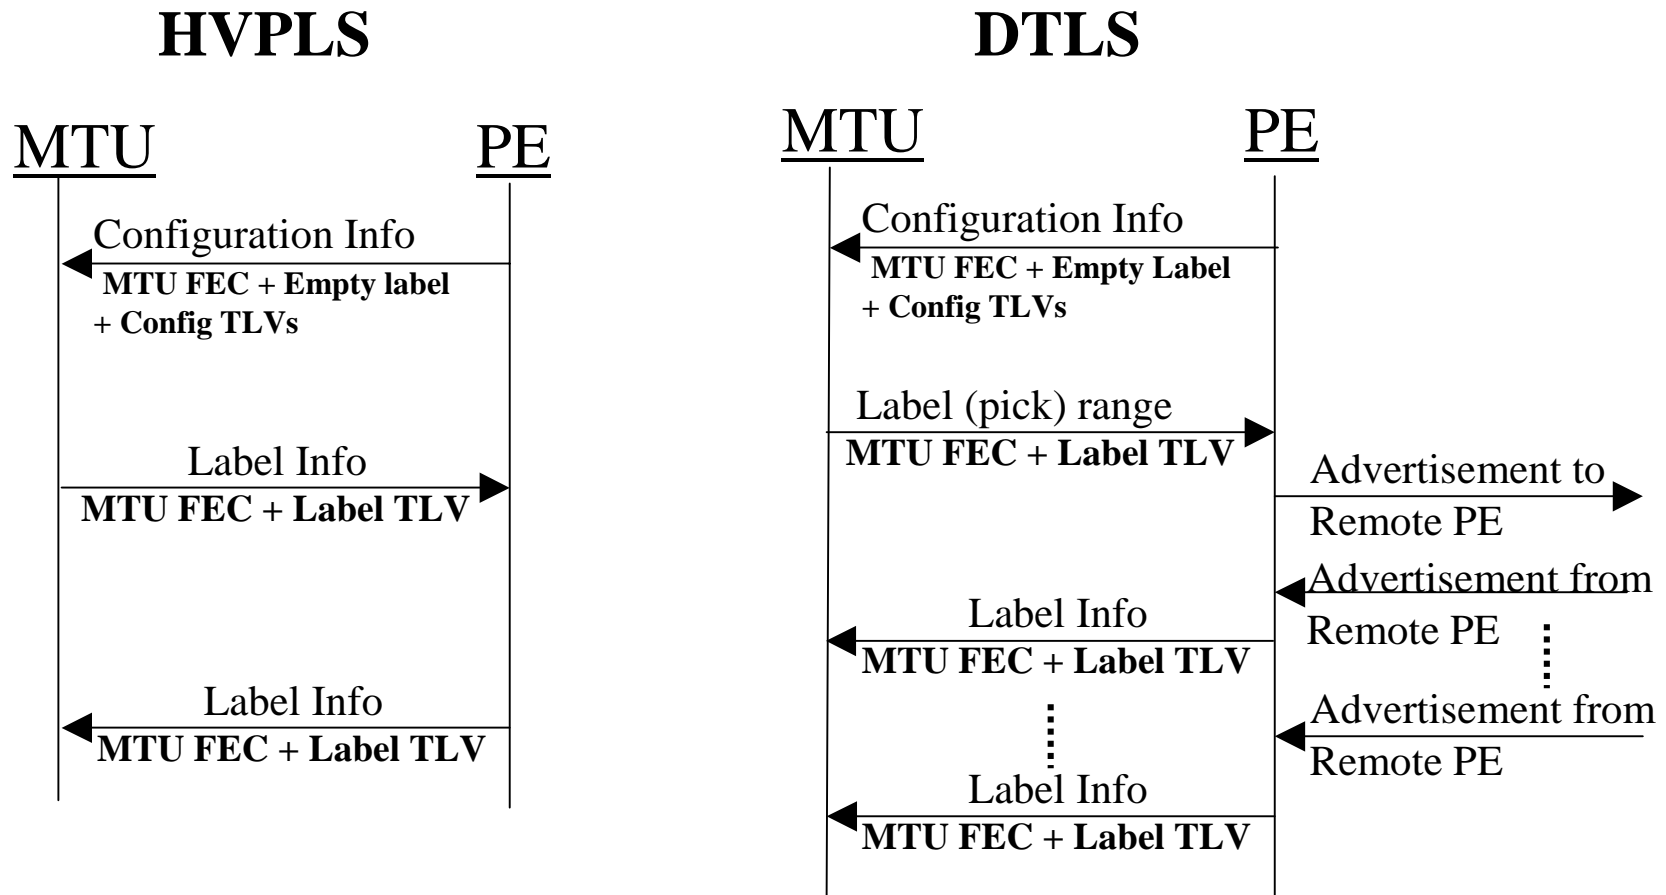 HVPLS
MTU
PE
Configuration Info
MTU FEC + Empty label
+ Config TLVs
Label Info
MTU FEC + Label TLV
Label Info
MTU FEC + Label TLV
DTLS
MTU
PE
Configuration Info
MTU FEC + Empty Label
+ Config TLVs
Label (pick) range
MTU FEC + Label TLV
Advertisement to
Remote PE
Advertisement from
Remote PE
Label Info
MTU FEC + Label TLV
Advertisement from
Remote PE
Label Info
MTU FEC + Label TLV